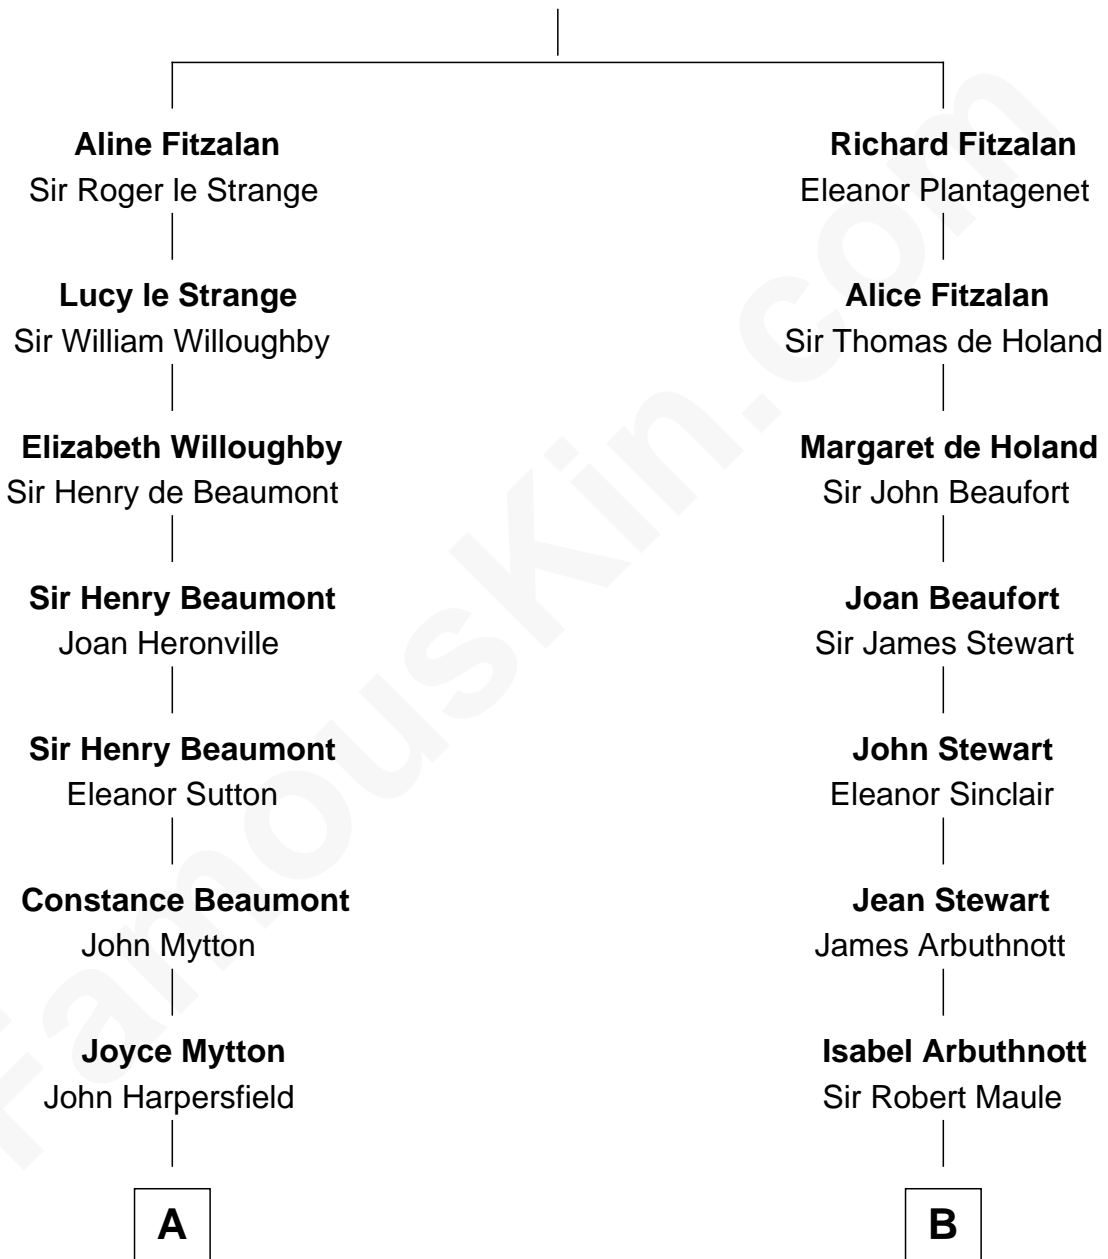 Aline Fitzalan
Sir Roger le Strange
Lucy le Strange
Sir William Willoughby
Elizabeth Willoughby
Sir Henry de Beaumont
Sir Henry Beaumont
Joan Heronville
Sir Henry Beaumont
Eleanor Sutton
Constance Beaumont
John Mytton
Joyce Mytton
John Harpersfield
A
Richard Fitzalan
Eleanor Plantagenet
Alice Fitzalan
Sir Thomas de Holand
Margaret de Holand
Sir John Beaufort
Joan Beaufort
Sir James Stewart
John Stewart
Eleanor Sinclair
Jean Stewart
James Arbuthnott
Isabel Arbuthnott
Sir Robert Maule
B
FamousKin.com